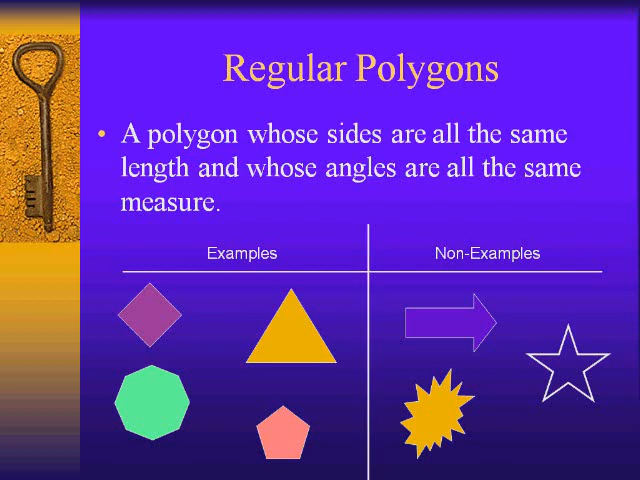 Regular Polygons
• A polygon whose sides are all the same
length and whose angles are all the same
measure.
Examples
Non-Examples